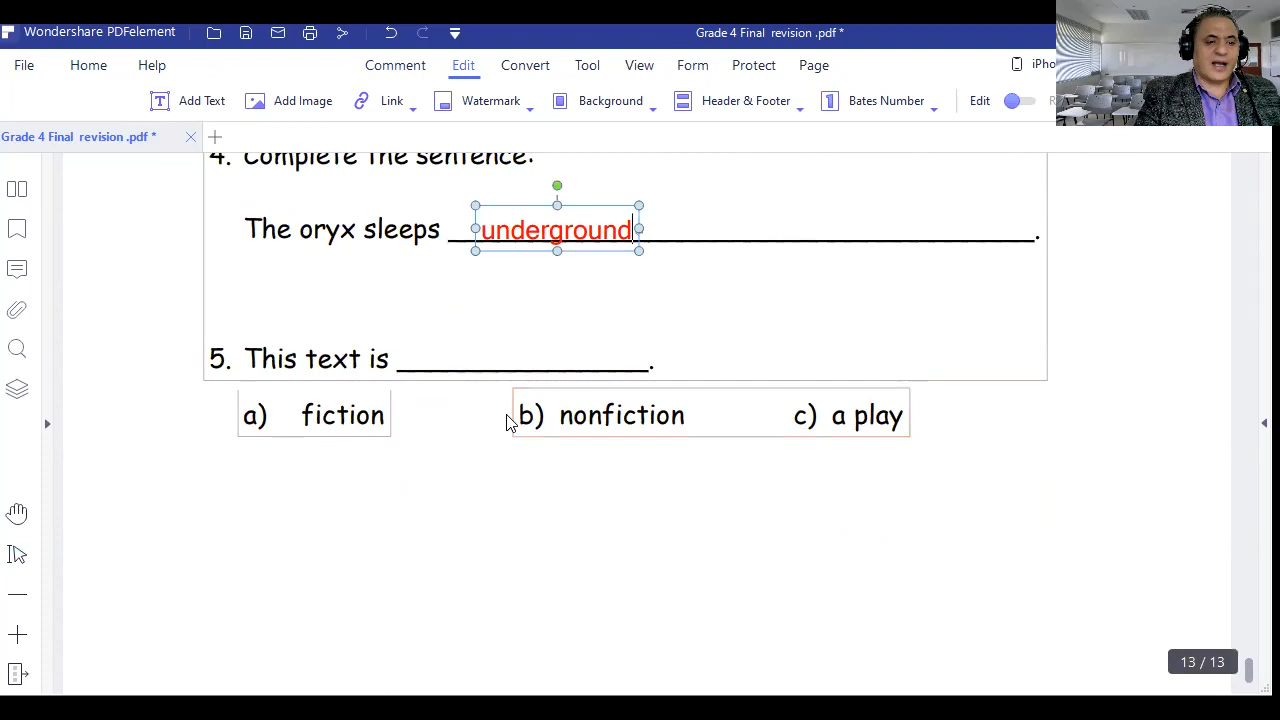 Wondershare PDFelement
Grade 4 Final revision .pdf *
File Home Help Comment Edit Convert Tool View Form Protect Page
Add Text Add Image Link Watermark Background Header & Footer Bates Number Edit
Grade 4 Final revision .pdf *
4. Complete the sentence.
The oryx sleeps underground.
5. This text is _______________.
a) fiction b) nonfiction c) a play
13 / 13